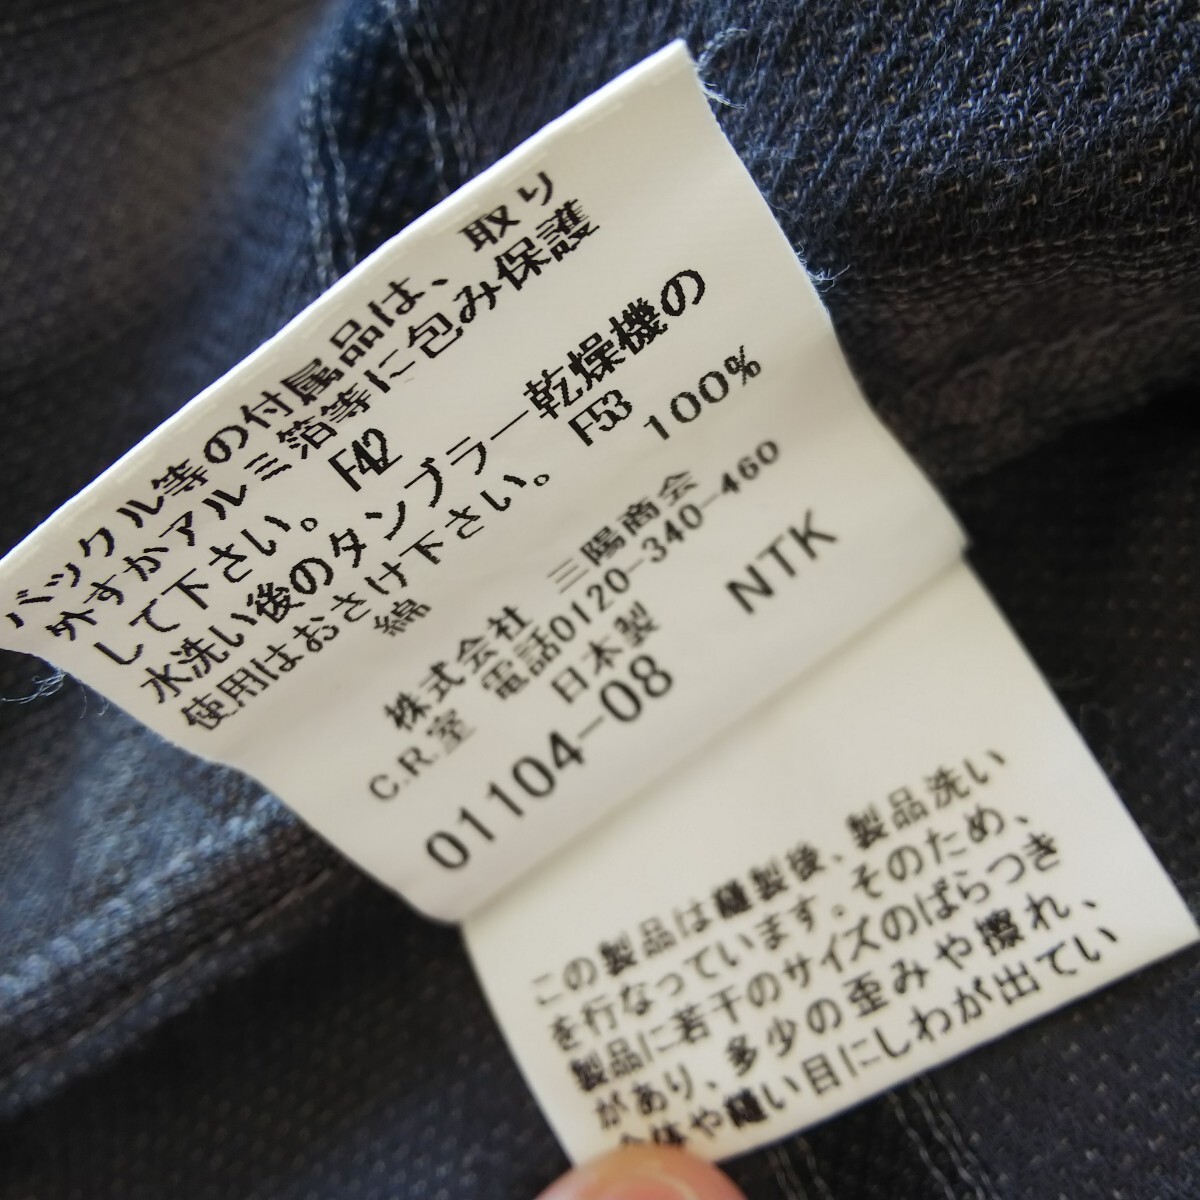 バックル等の付属品は、取り
外すかアルミ箔等に包み保護
して下さい。 F42
水洗い後のタンブラー乾燥機の
使用はおさけ下さい。 F53
綿 100%
株式会社 三陽商会
C.R.室 電話0120-340-460
日本製
01104-08 NTK
この製品は縫製後、製品洗い
を行なっています。そのため、
製品に若干のサイズのばらつき
があり、多少の歪みや擦れ、
全体や縫い目にしわが出てい